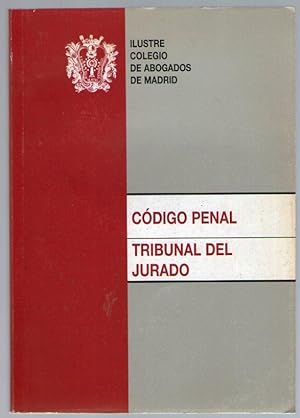 ILUSTRE
COLEGIO
DE ABOGADOS
DE MADRID
CÓDIGO PENAL
TRIBUNAL DEL
JURADO